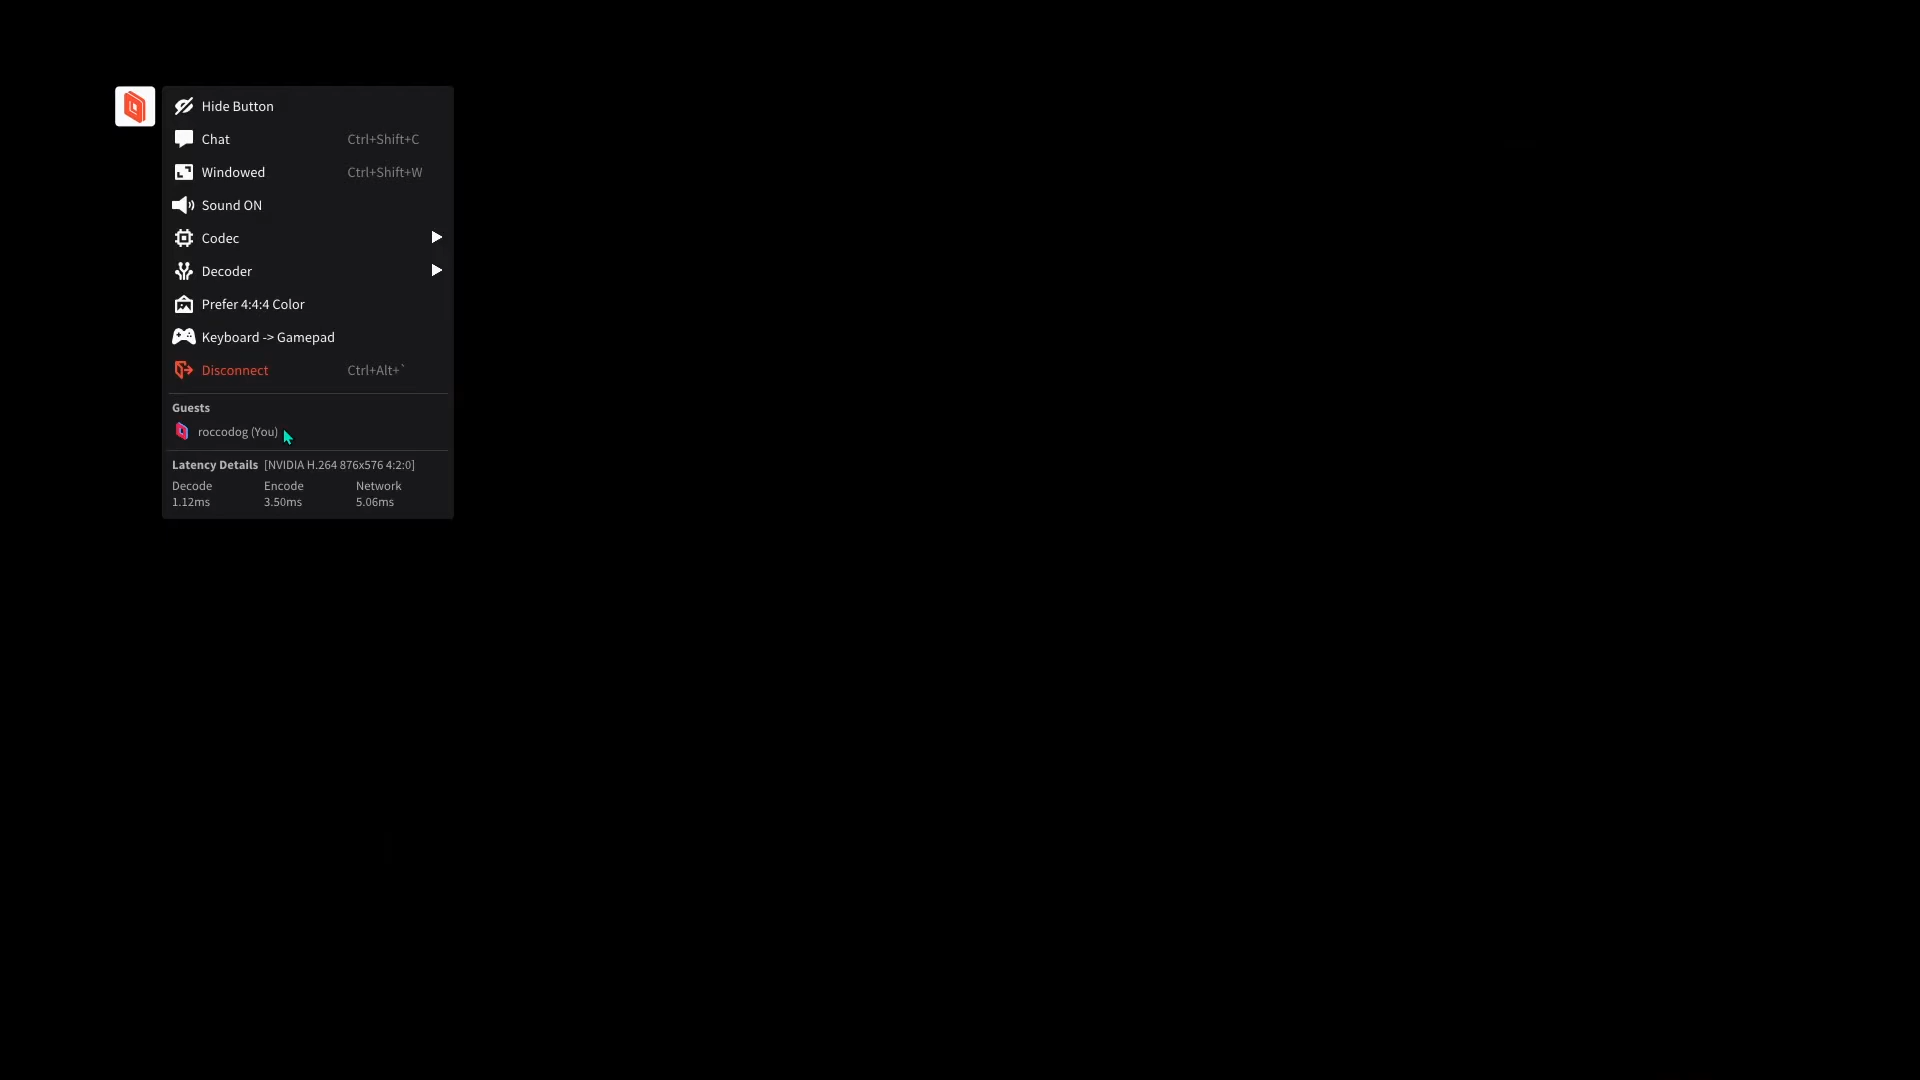 Hide Button
Chat Ctrl+Shift+C
Windowed Ctrl+Shift+W
Sound ON
Codec
Decoder
Prefer 4:4:4 Color
Keyboard -> Gamepad
Disconnect Ctrl+Alt+`
Guests
roccodog (You)
Latency Details [NVIDIA H.264 876x576 4:2:0]
Decode Encode Network
1.12ms 3.50ms 5.06ms